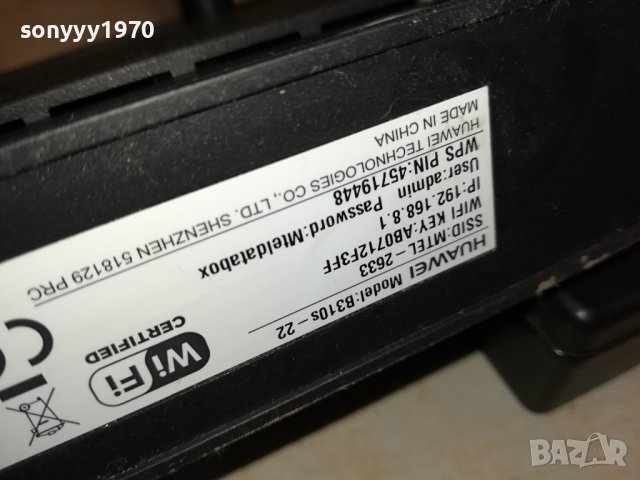 sonyyy1970
HUAWEI Model:B310s-22
SSID:MTEL-2633
WIFI KEY:AB0712F3FF
IP:192.168.8.1
User:admin Password:Mteldatabox
WPS PIN:45719448
HUAWEI TECHNOLOGIES CO., LTD. SHENZHEN 518129 PRC
MADE IN CHINA
WiFi
CERTIFIED
BAZAR